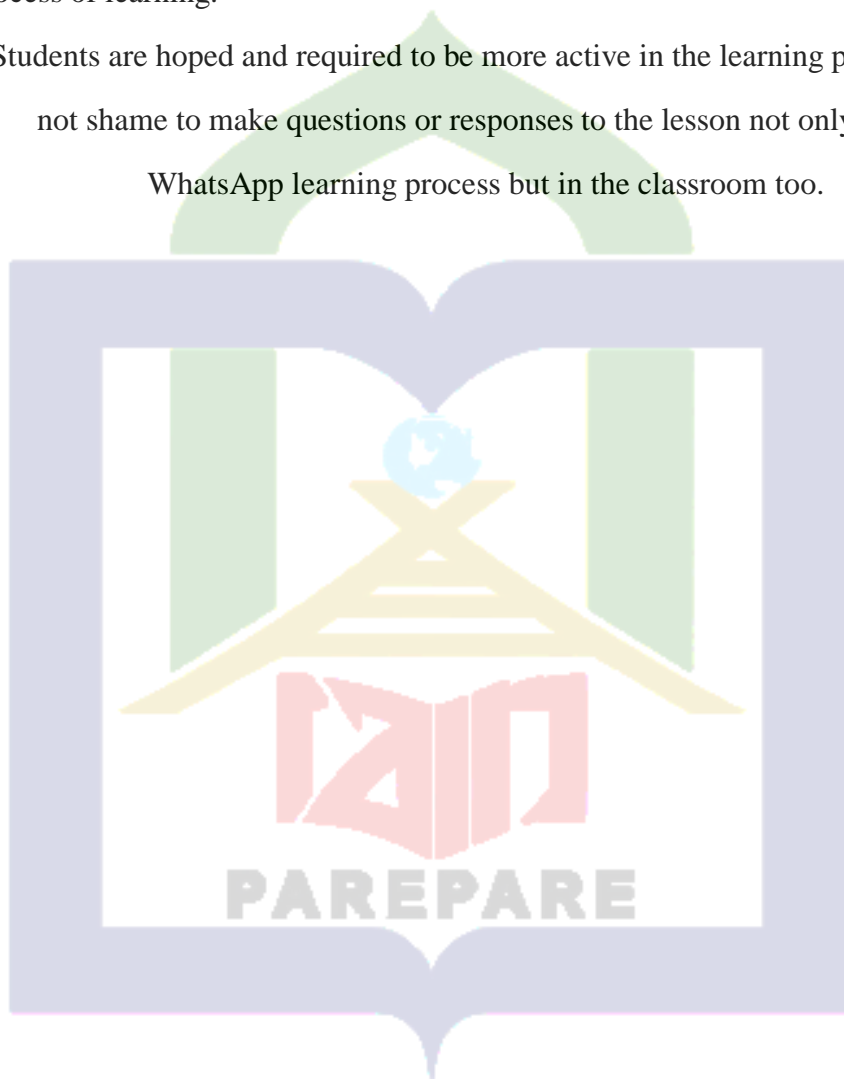 of learning.
Students are hoped and required to be more active in the learning
not shame to make questions or responses to the lesson not only
WhatsApp learning process but in the classroom too.
iain
PAREPARE